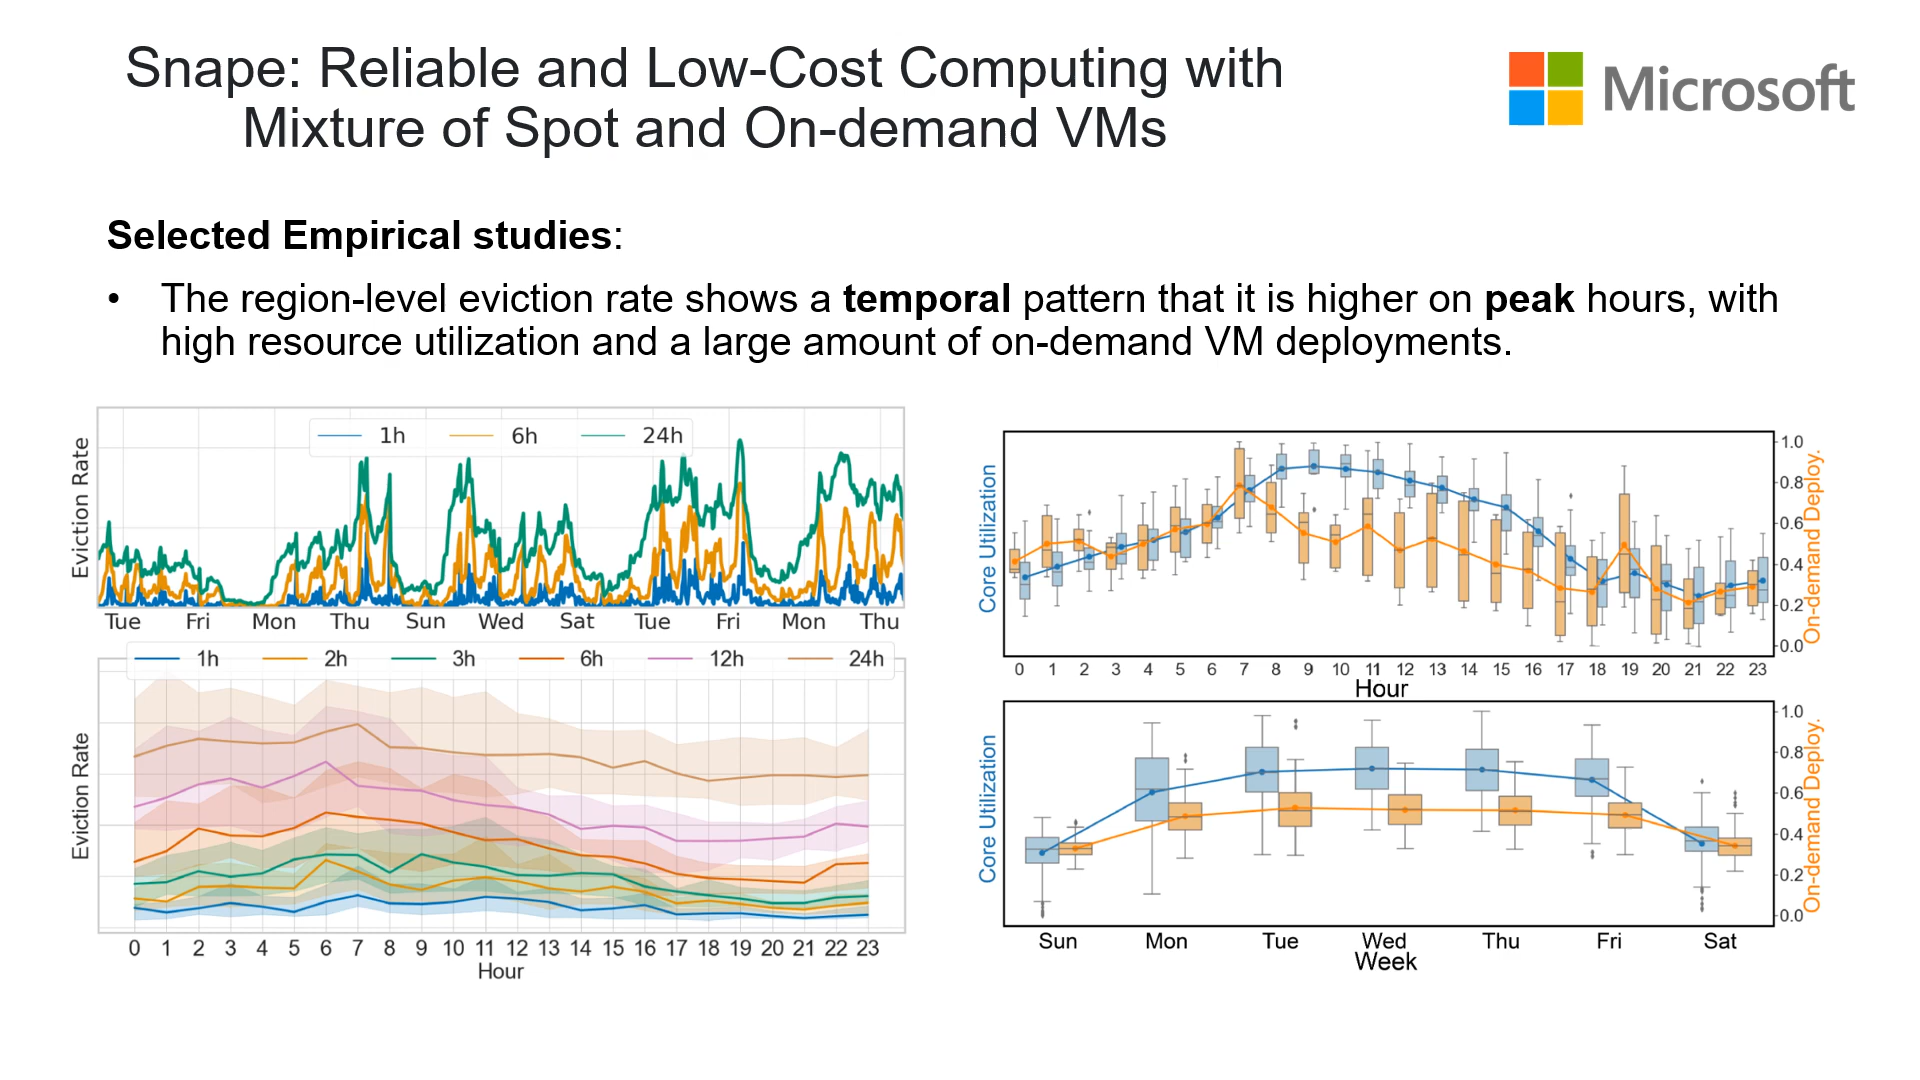 Snape: Reliable and Low-Cost Computing with
Mixture of Spot and On-demand VMs
Microsoft
Selected Empirical studies:
• The region-level eviction rate shows a temporal pattern that it is higher on peak hours, with
high resource utilization and a large amount of on-demand VM deployments.
Eviction Rate
1h 6h 24h
Tue Fri Mon Thu Sun Wed Sat Tue Fri Mon Thu
Eviction Rate
1h 2h 3h 6h 12h 24h
0 1 2 3 4 5 6 7 8 9 10 11 12 13 14 15 16 17 18 19 20 21 22 23
Hour
Core Utilization
1.0
0.8
0.6
0.4
0.2
0.0
On-demand Deploy.
0 1 2 3 4 5 6 7 8 9 10 11 12 13 14 15 16 17 18 19 20 21 22 23
Hour
Core Utilization
1.0
0.8
0.6
0.4
0.2
0.0
On-demand Deploy.
Sun Mon Tue Wed Thu Fri Sat
Week